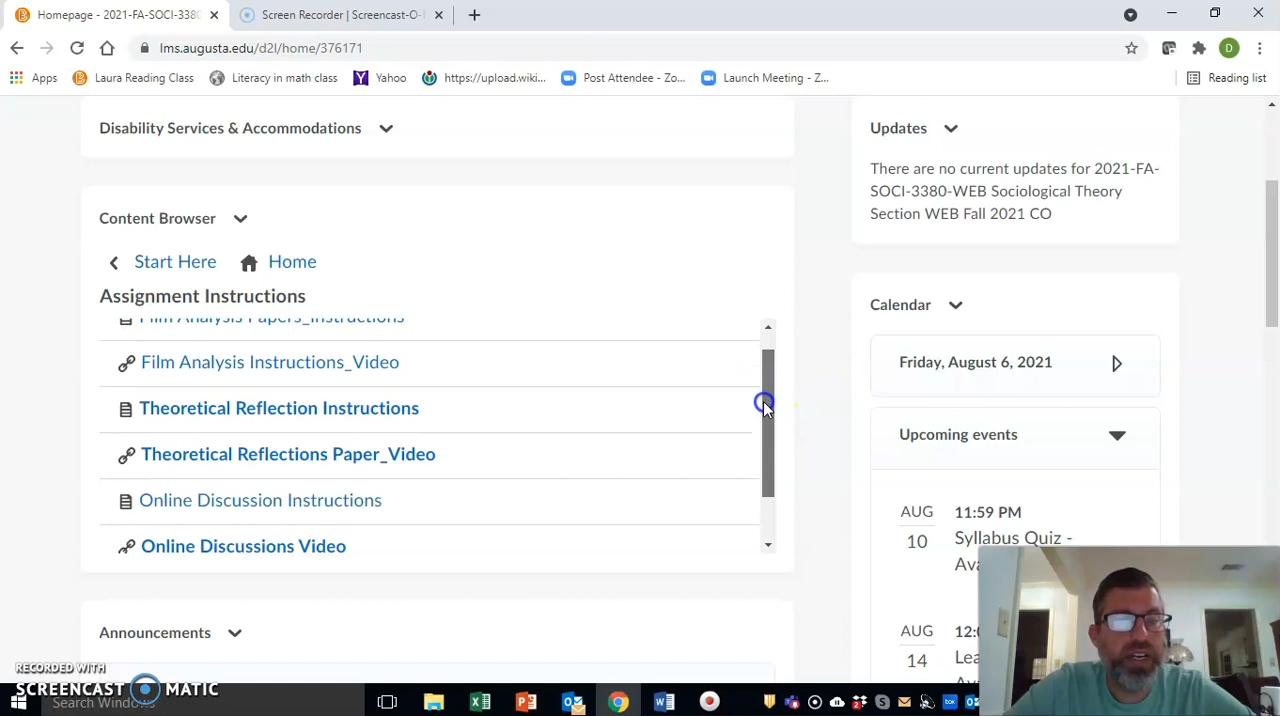 Homepage - 2021-FA-SOCI-3380
Screen Recorder | Screencast-O-
lms.augusta.edu/d2l/home/376171
D
Apps
Laura Reading Class
Literacy in math class
Yahoo
https://upload.wiki...
Post Attendee - Zo...
Launch Meeting - Z...
Reading list
Disability Services & Accommodations
Content Browser
Start Here
Home
Assignment Instructions
Film Analysis Papers_Instructions
Film Analysis Instructions_Video
Theoretical Reflection Instructions
Theoretical Reflections Paper_Video
Online Discussion Instructions
Online Discussions Video
Announcements
Updates
There are no current updates for 2021-FA-
SOCI-3380-WEB Sociological Theory
Section WEB Fall 2021 CO
Calendar
Friday, August 6, 2021
Upcoming events
AUG
10
11:59 PM
Syllabus Quiz -
Ava
AUG
14
12:0
Lea
RECORDED WITH
SCREENCAST MATIC
Search Windows